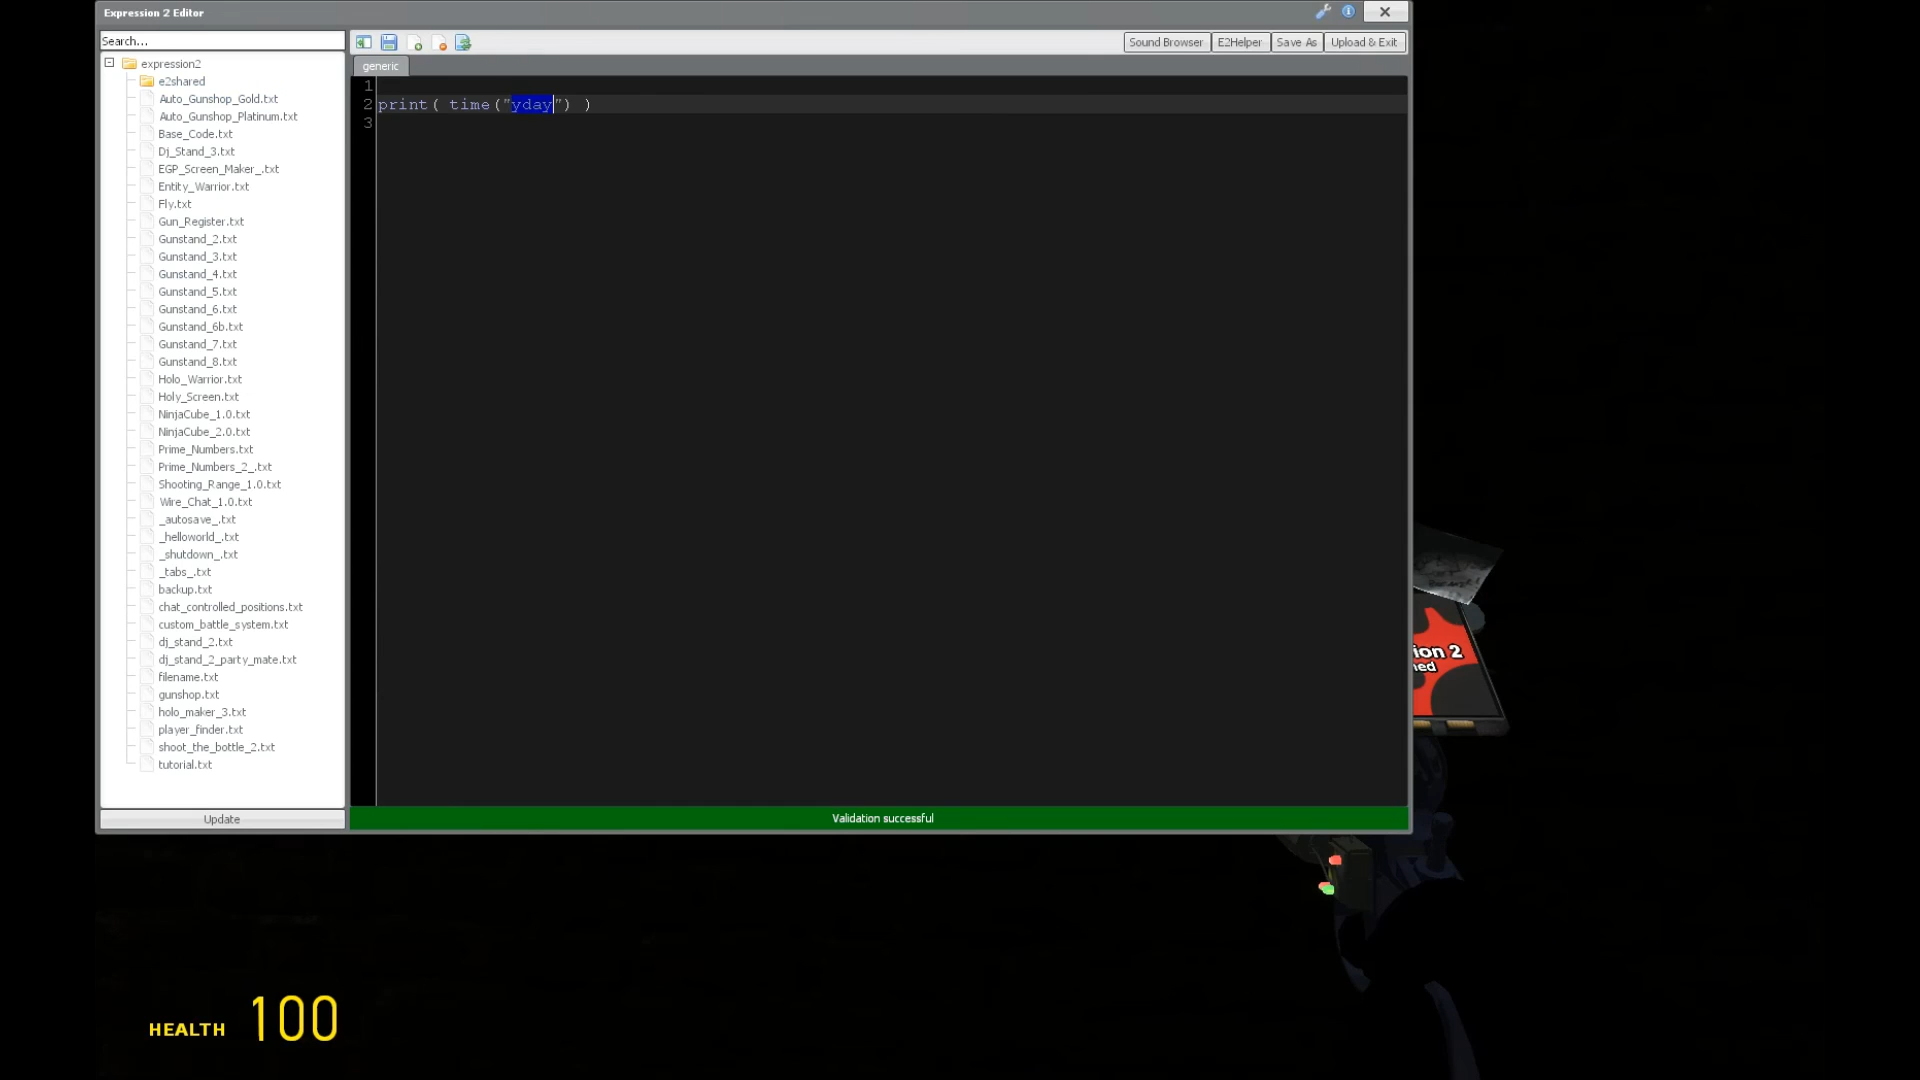 Expression 2 Editor
Search...
Sound Browser
E2Helper
Save As
Upload & Exit
expression2
e2shared
Auto_Gunshop_Gold.txt
Auto_Gunshop_Platinum.txt
Base_Code.txt
Dj_Stand_3.txt
EGP_Screen_Maker_.txt
Entity_Warrior.txt
Fly.txt
Gun_Register.txt
Gunstand_2.txt
Gunstand_3.txt
Gunstand_4.txt
Gunstand_5.txt
Gunstand_6.txt
Gunstand_6b.txt
Gunstand_7.txt
Gunstand_8.txt
Holo_Warrior.txt
Holy_Screen.txt
NinjaCube_1.0.txt
NinjaCube_2.0.txt
Prime_Numbers.txt
Prime_Numbers_2_.txt
Shooting_Range_1.0.txt
Wire_Chat_1.0.txt
_autosave_.txt
_helloworld_.txt
_shutdown_.txt
_tabs_.txt
backup.txt
chat_controlled_positions.txt
custom_battle_system.txt
dj_stand_2.txt
dj_stand_2_party_mate.txt
filename.txt
gunshop.txt
holo_maker_3.txt
player_finder.txt
shoot_the_bottle_2.txt
tutorial.txt
Update
generic
1
2 print( time("yday") )
3
Validation successful
ion 2
ned
HEALTH 100